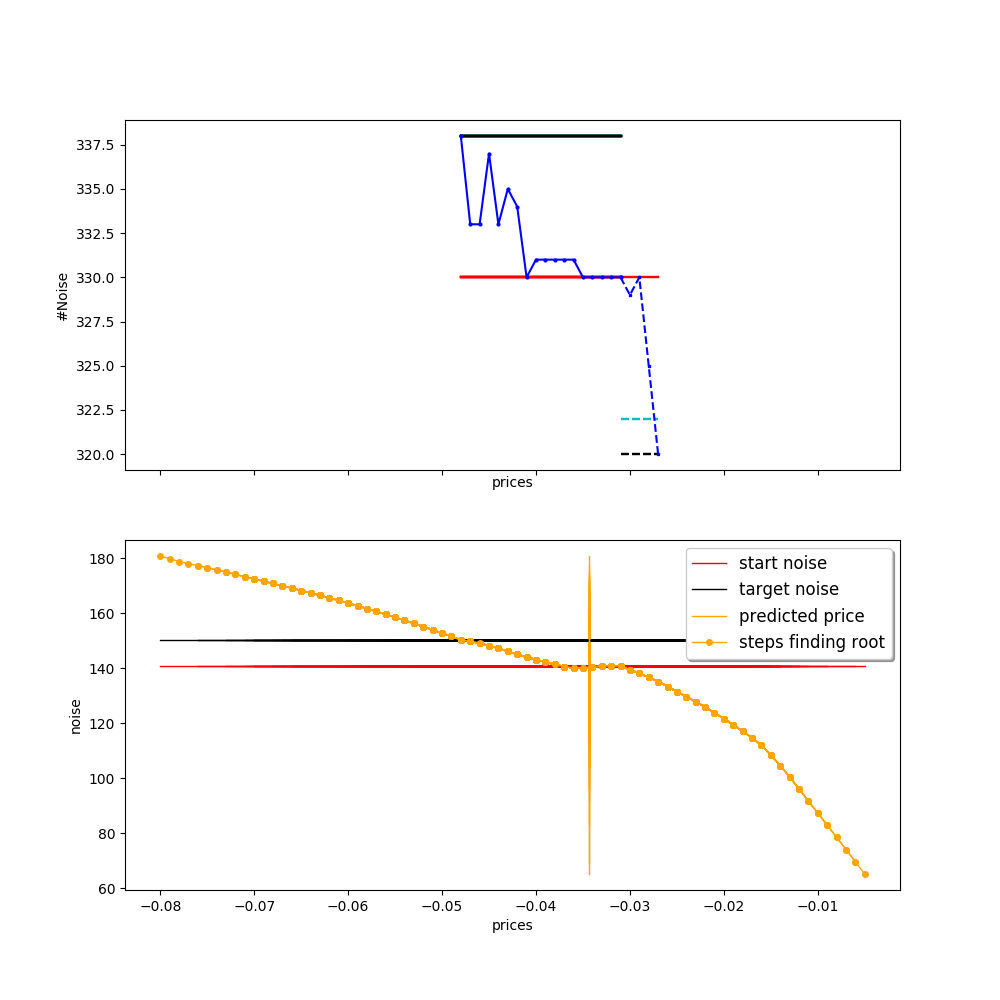 337.5
335.0
332.5
330.0
327.5
325.0
322.5
320.0
#Noise
prices
180
160
140
120
100
80
60
noise
start noise
target noise
predicted price
steps finding root
−0.08 −0.07 −0.06 −0.05 −0.04 −0.03 −0.02 −0.01
prices